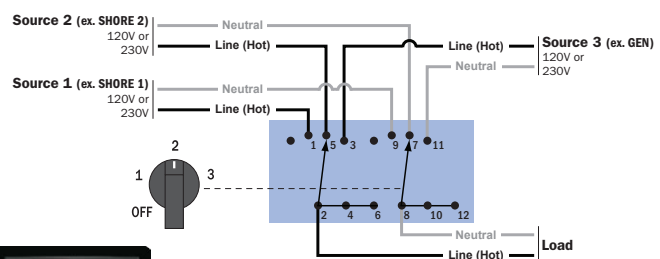 Source 2 (ex. SHORE 2)
120V or
230V
Neutral
Line (Hot)
Source 1 (ex. SHORE 1)
120V or
230V
Neutral
Line (Hot)
Line (Hot)
Neutral
Source 3 (ex. GEN)
120V or
230V
1 5 3 9 7 11
2
1 3
OFF
2 4 6 8 10 12
Neutral
Line (Hot)
Load